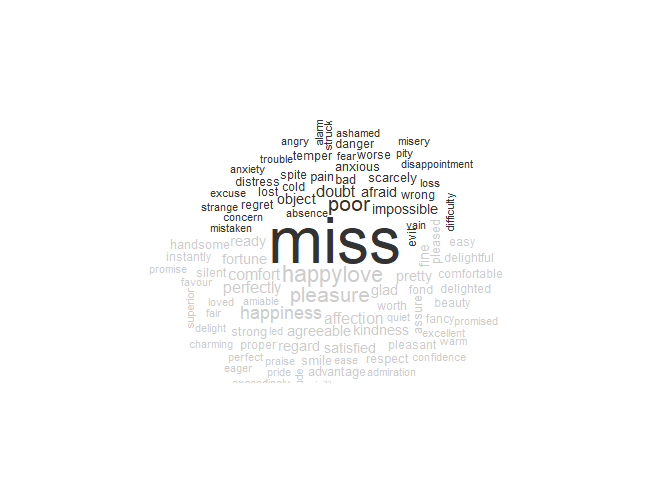 alarm
struck
ashamed
angry
danger
misery
trouble
temper
fear
worse
pity
anxiety
spite
pain
anxious
disappointment
distress
cold
bad
scarcely
excuse
lost
object
doubt
afraid
wrong
loss
strange
regret
absence
poor
impossible
difficulty
concern
mistaken
vain
evil
miss
handsome
ready
fine
pleased
easy
instantly
fortune
delightful
promise
silent
comfort
happy
love
pretty
comfortable
favour
perfectly
pleasure
glad
fond
delighted
superior
loved
amiable
worth
assure
beauty
fair
happiness
affection
quiet
fancy
promised
delight
strong
led
agreeable
kindness
excellent
charming
proper
regard
satisfied
pleasant
warm
perfect
praise
smile
ease
respect
confidence
eager
pride
advantage
admiration